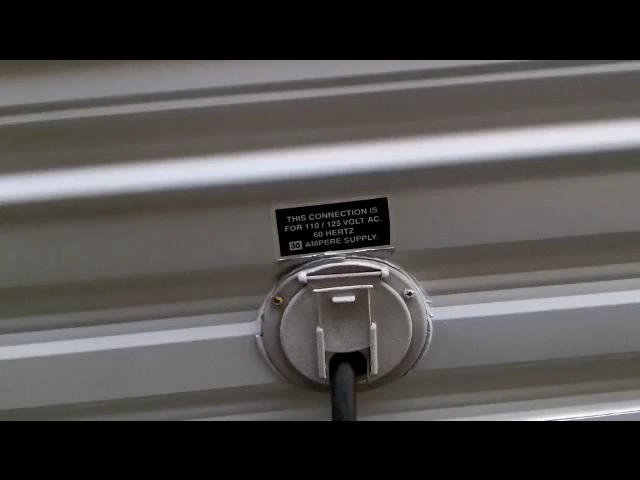 THIS CONNECTION IS
FOR 110 / 125 VOLT AC.
60 HERTZ
30 AMPERE SUPPLY.